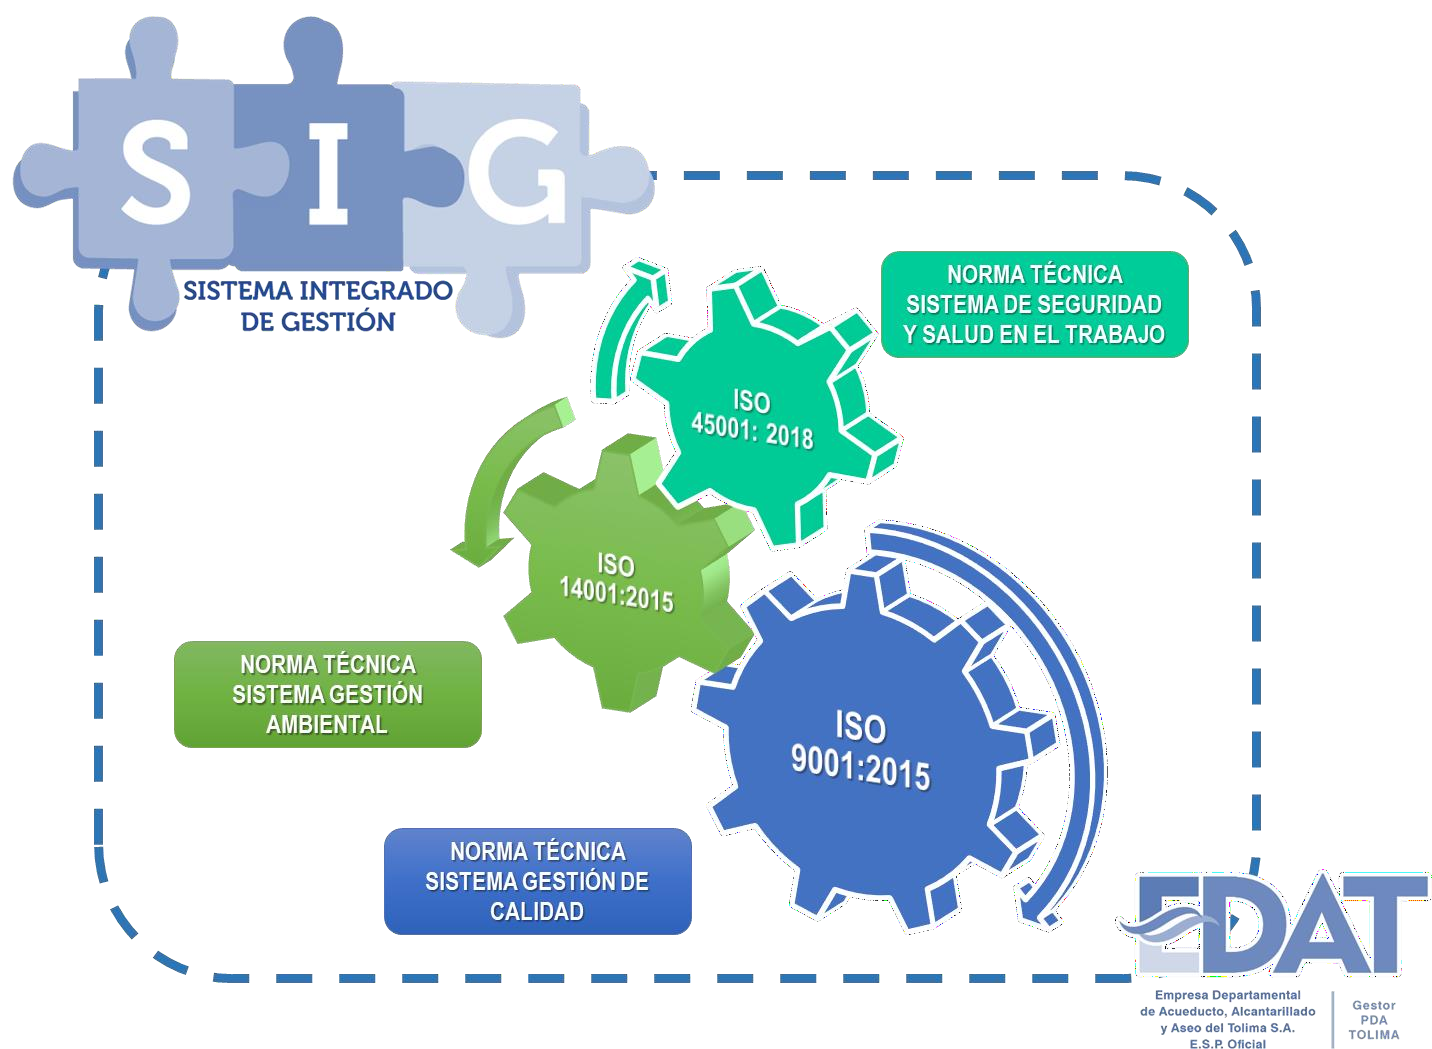 SIG
SISTEMA INTEGRADO
DE GESTIÓN
NORMA TÉCNICA
SISTEMA DE SEGURIDAD
Y SALUD EN EL TRABAJO
ISO
45001: 2018
ISO
14001:2015
NORMA TÉCNICA
SISTEMA GESTIÓN
AMBIENTAL
ISO
9001:2015
NORMA TÉCNICA
SISTEMA GESTIÓN DE
CALIDAD
EDAT
Empresa Departamental
de Acueducto, Alcantarillado
y Aseo del Tolima S.A.
E.S.P. Oficial
Gestor
PDA
TOLIMA